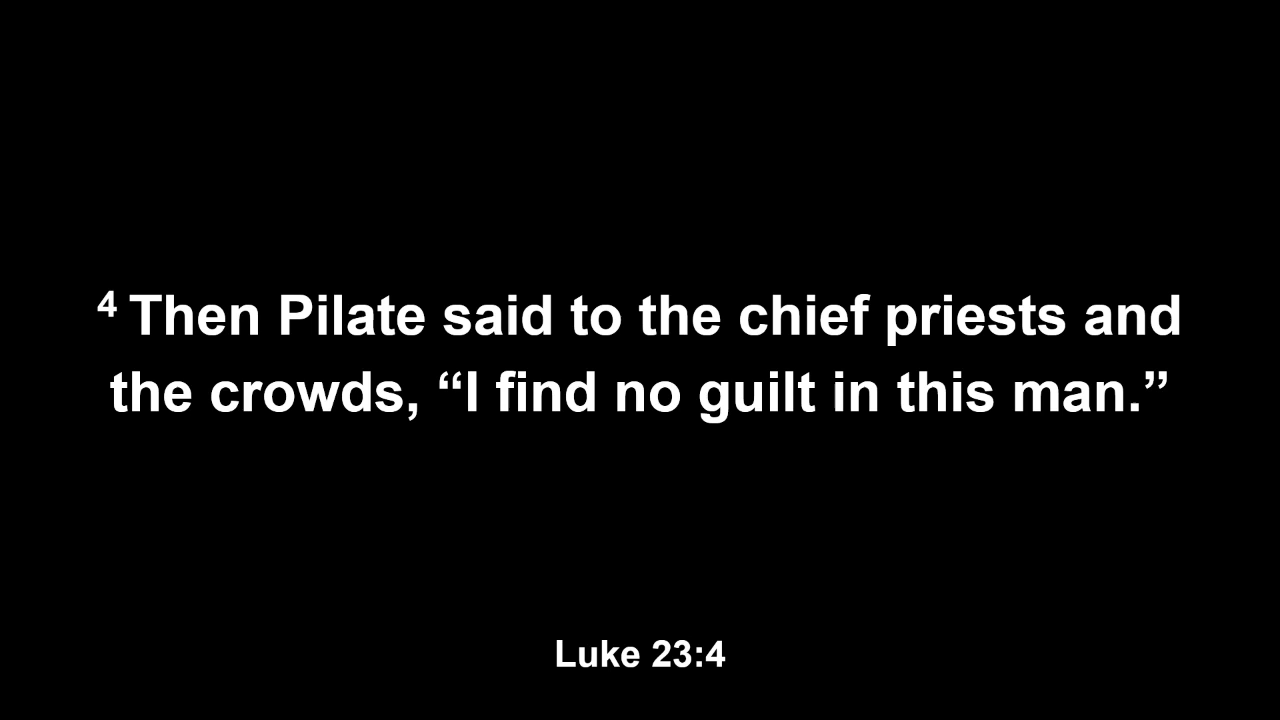 4 Then Pilate said to the chief priests and
the crowds, “I find no guilt in this man.”
Luke 23:4